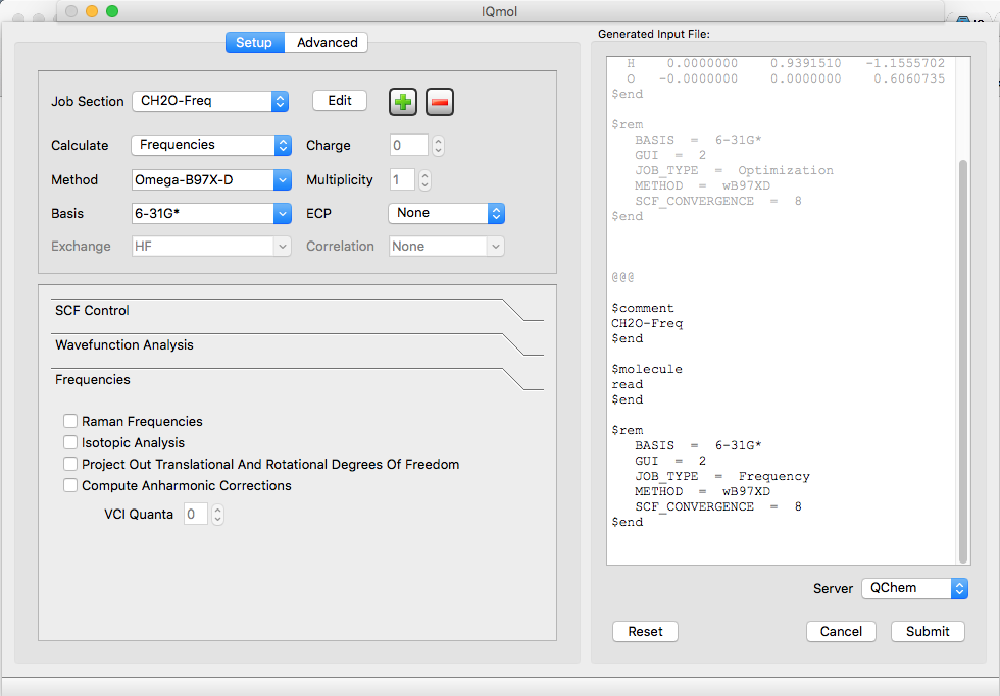 IQmol
Setup
Advanced
Job Section
CH2O-Freq
Edit
Calculate
Frequencies
Charge
0
Method
Omega-B97X-D
Multiplicity
1
Basis
6-31G*
ECP
None
Exchange
HF
Correlation
None
SCF Control
Wavefunction Analysis
Frequencies
Raman Frequencies
Isotopic Analysis
Project Out Translational And Rotational Degrees Of Freedom
Compute Anharmonic Corrections
VCI Quanta
0
Generated Input File:
H 0.0000000 0.9391510 -1.1555702
O -0.0000000 0.0000000 0.6060735
$end
$rem
BASIS = 6-31G*
GUI = 2
JOB_TYPE = Optimization
METHOD = wB97XD
SCF_CONVERGENCE = 8
$end
@@@
$comment
CH2O-Freq
$end
$molecule
read
$end
$rem
BASIS = 6-31G*
GUI = 2
JOB_TYPE = Frequency
METHOD = wB97XD
SCF_CONVERGENCE = 8
$end
Server
QChem
Reset
Cancel
Submit